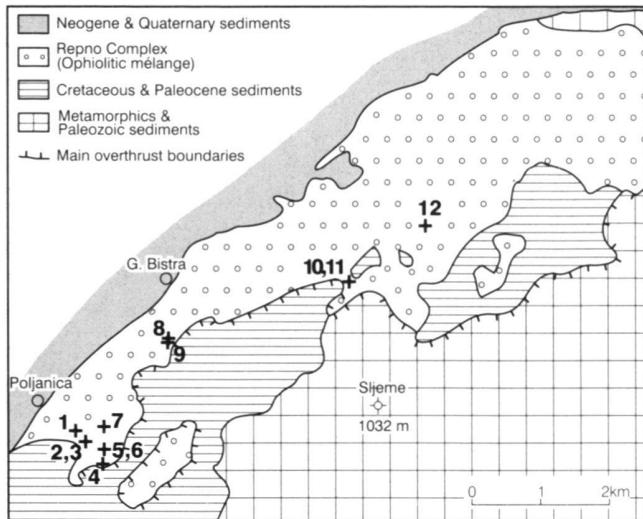 Neogene & Quaternary sediments
Repno Complex
(Ophiolitic mélange)
Cretaceous & Paleocene sediments
Metamorphics &
Paleozoic sediments
Main overthrust boundaries
12
G. Bistra
10,11
8
9
Poljanica
Sljeme
1032 m
1
7
2,3
5,6
4
0 1 2km